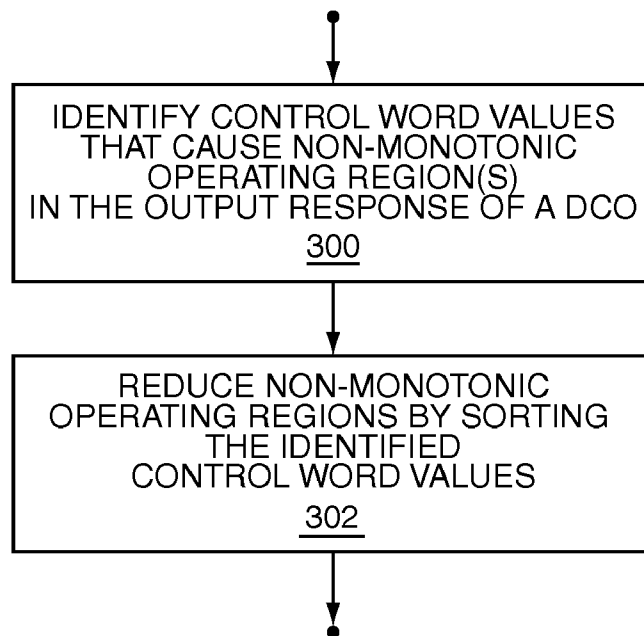 IDENTIFY CONTROL WORD VALUES
THAT CAUSE NON-MONOTONIC
OPERATING REGION(S)
IN THE OUTPUT RESPONSE OF A DCO
300
REDUCE NON-MONOTONIC
OPERATING REGIONS BY SORTING
THE IDENTIFIED
CONTROL WORD VALUES
302